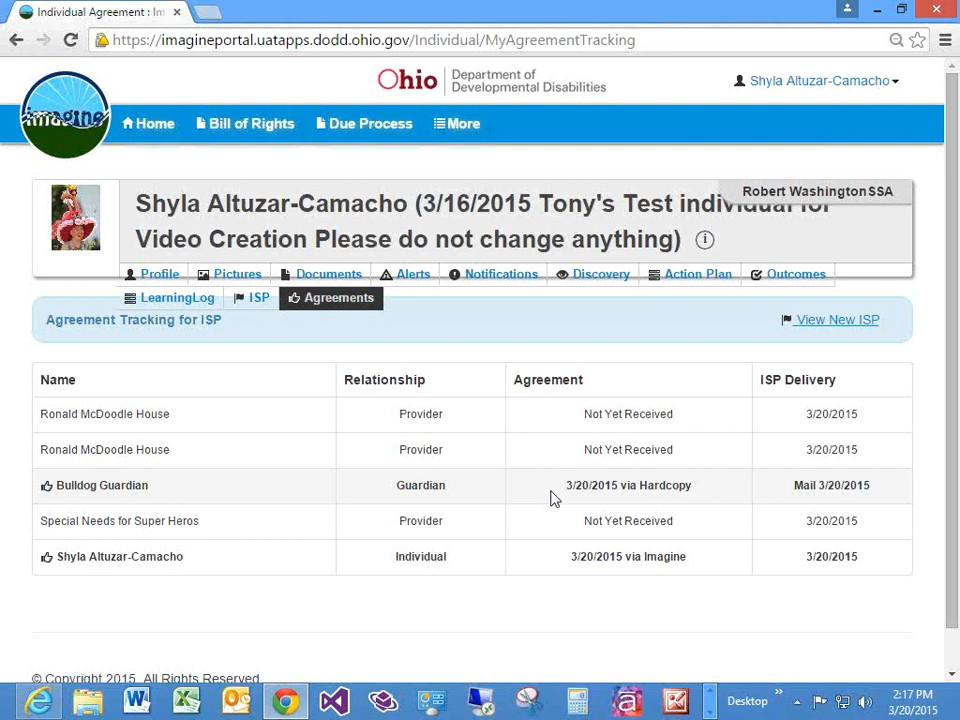 Individual Agreement : Im
https://imagineportal.uatapps.dodd.ohio.gov/Individual/MyAgreementTracking
imagine
Ohio Department of Developmental Disabilities
Shyla Altuzar-Camacho
Home Bill of Rights Due Process More
Robert Washington SSA
Shyla Altuzar-Camacho (3/16/2015 Tony's Test individual for
Video Creation Please do not change anything)
Profile Pictures Documents Alerts Notifications Discovery Action Plan Outcomes
LearningLog ISP Agreements
Agreement Tracking for ISP View New ISP
Name Relationship Agreement ISP Delivery
Ronald McDoodle House Provider Not Yet Received 3/20/2015
Ronald McDoodle House Provider Not Yet Received 3/20/2015
Bulldog Guardian Guardian 3/20/2015 via Hardcopy Mail 3/20/2015
Special Needs for Super Heros Provider Not Yet Received 3/20/2015
Shyla Altuzar-Camacho Individual 3/20/2015 via Imagine 3/20/2015
© Copyright 2015. All Rights Reserved
Desktop
2:17 PM
3/20/2015